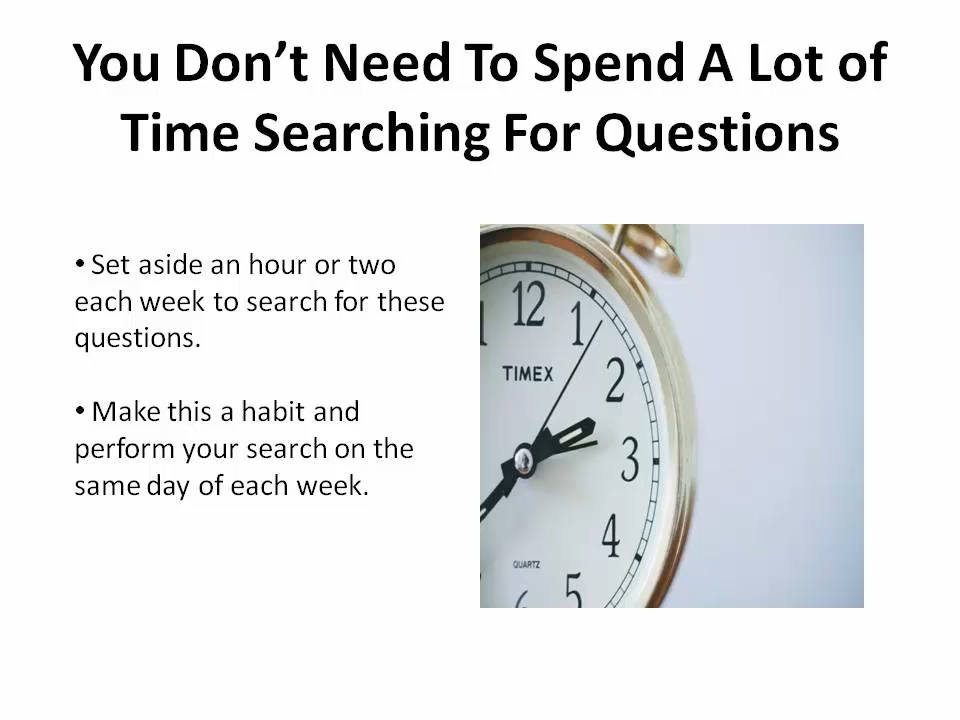 You Don’t Need To Spend A Lot of
Time Searching For Questions
• Set aside an hour or two
each week to search for these
questions.
• Make this a habit and
perform your search on the
same day of each week.
12
1
2
TIMEX
3
4
QUARTZ
5
6